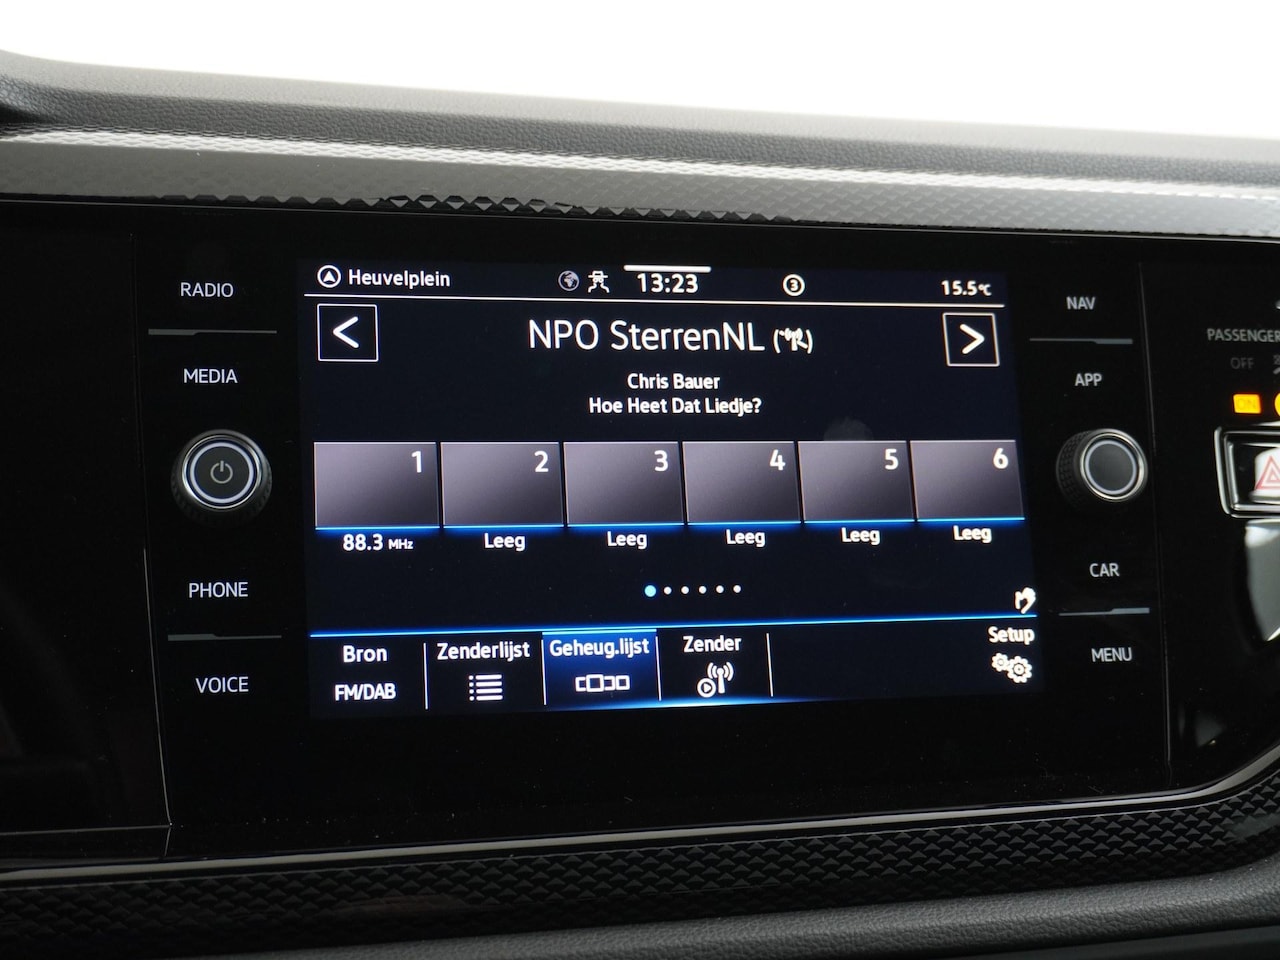 RADIO
MEDIA
PHONE
VOICE
Heuvelplein
13:23
3
15.5°C
<
NPO SterrenNL
>
Chris Bauer
Hoe Heet Dat Liedje?
1
2
3
4
5
6
88.3 MHz
Leeg
Leeg
Leeg
Leeg
Leeg
Bron
FM/DAB
Zenderlijst
Geheug.lijst
Zender
Setup
NAV
APP
CAR
MENU
PASSENGER
OFF
ON